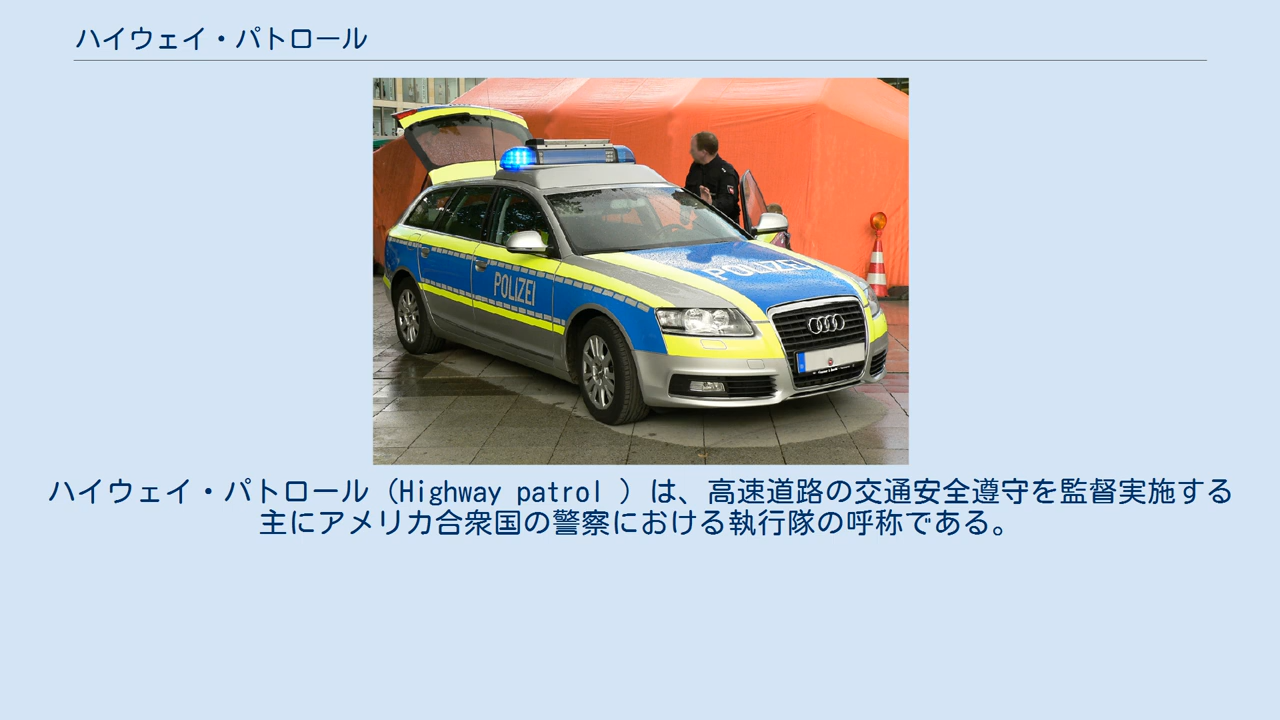 ハイウェイ・パトロール
POLIZEI
POLIZEI
ハイウェイ・パトロール（Highway patrol ）は、高速道路の交通安全遵守を監督実施する
主にアメリカ合衆国の警察における執行隊の呼称である。